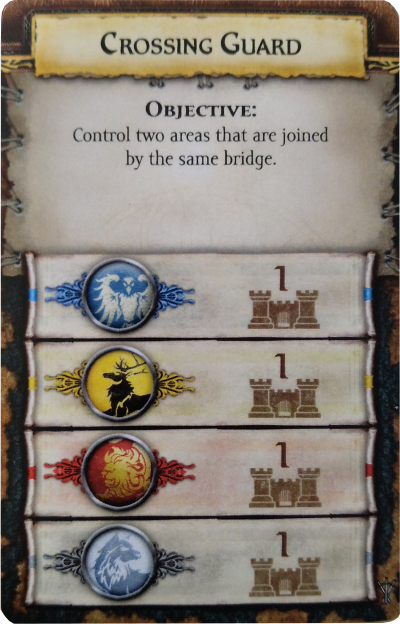 Crossing Guard
Objective:
Control two areas that are joined
by the same bridge.
1
1
1
1